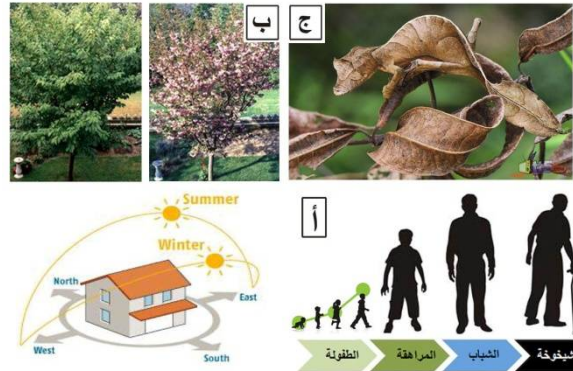 ب
ج
Summer
Winter
North
East
West
South
أ
الطفولة
المراهقة
الشباب
شيخوخة